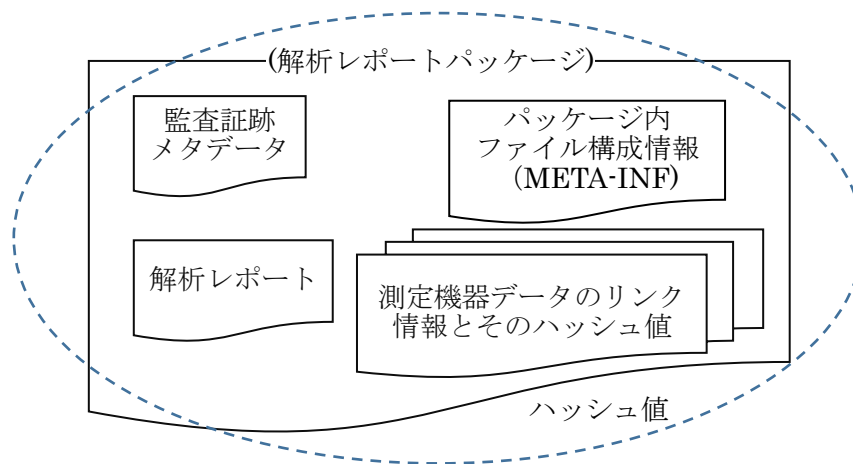 (解析レポートパッケージ)
監査証跡
メタデータ
パッケージ内
ファイル構成情報
(META-INF)
解析レポート
測定機器データのリンク
情報とそのハッシュ値
ハッシュ値